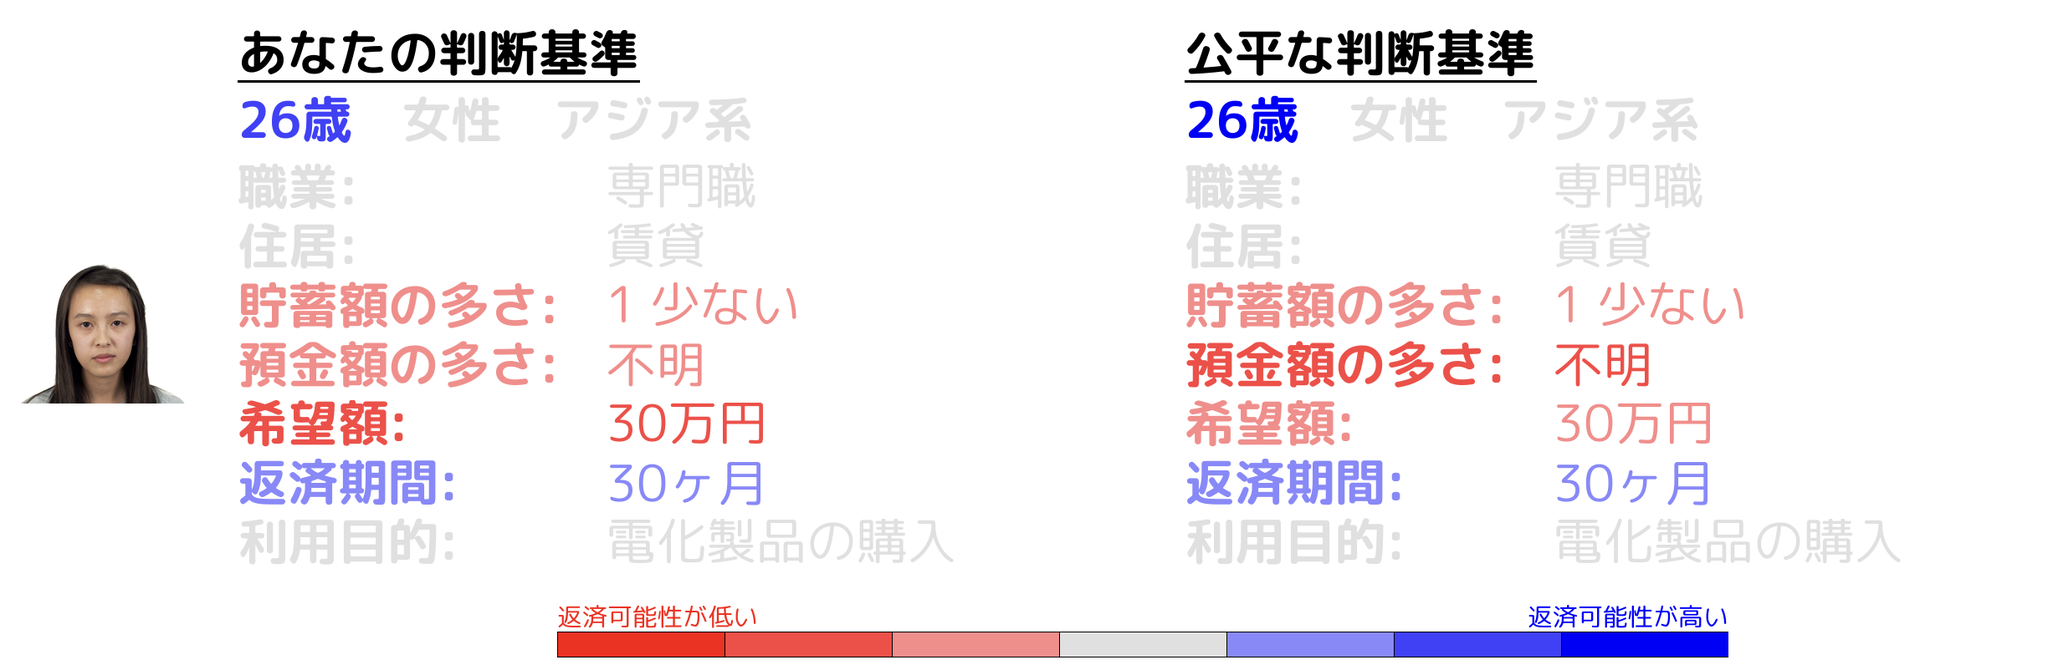 あなたの判断基準
26歳 女性 アジア系
職業: 専門職
住居: 賃貸
貯蓄額の多さ: 1 少ない
預金額の多さ: 不明
希望額: 30万円
返済期間: 30ヶ月
利用目的: 電化製品の購入
公平な判断基準
26歳 女性 アジア系
職業: 専門職
住居: 賃貸
貯蓄額の多さ: 1 少ない
預金額の多さ: 不明
希望額: 30万円
返済期間: 30ヶ月
利用目的: 電化製品の購入
返済可能性が低い
返済可能性が高い